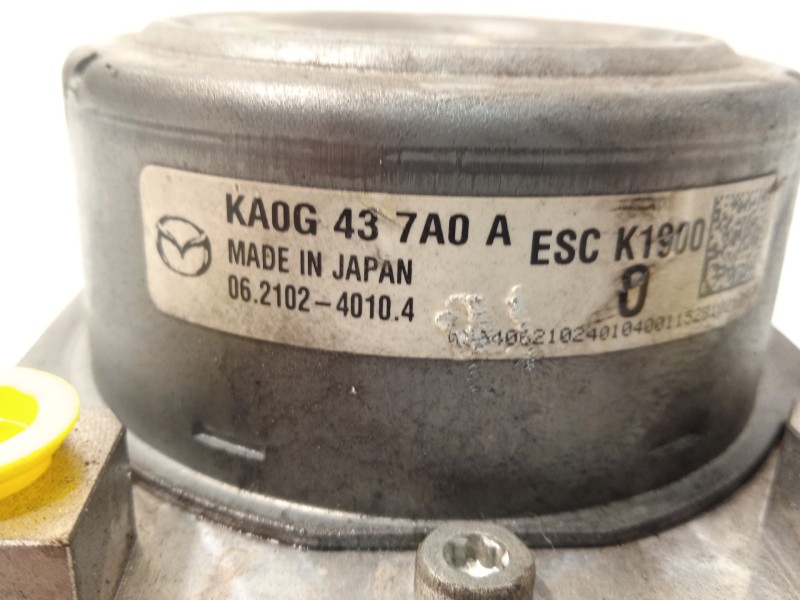 KA0G 43 7A0 A ESC K1900
MADE IN JAPAN
06.2102-4010.4 0